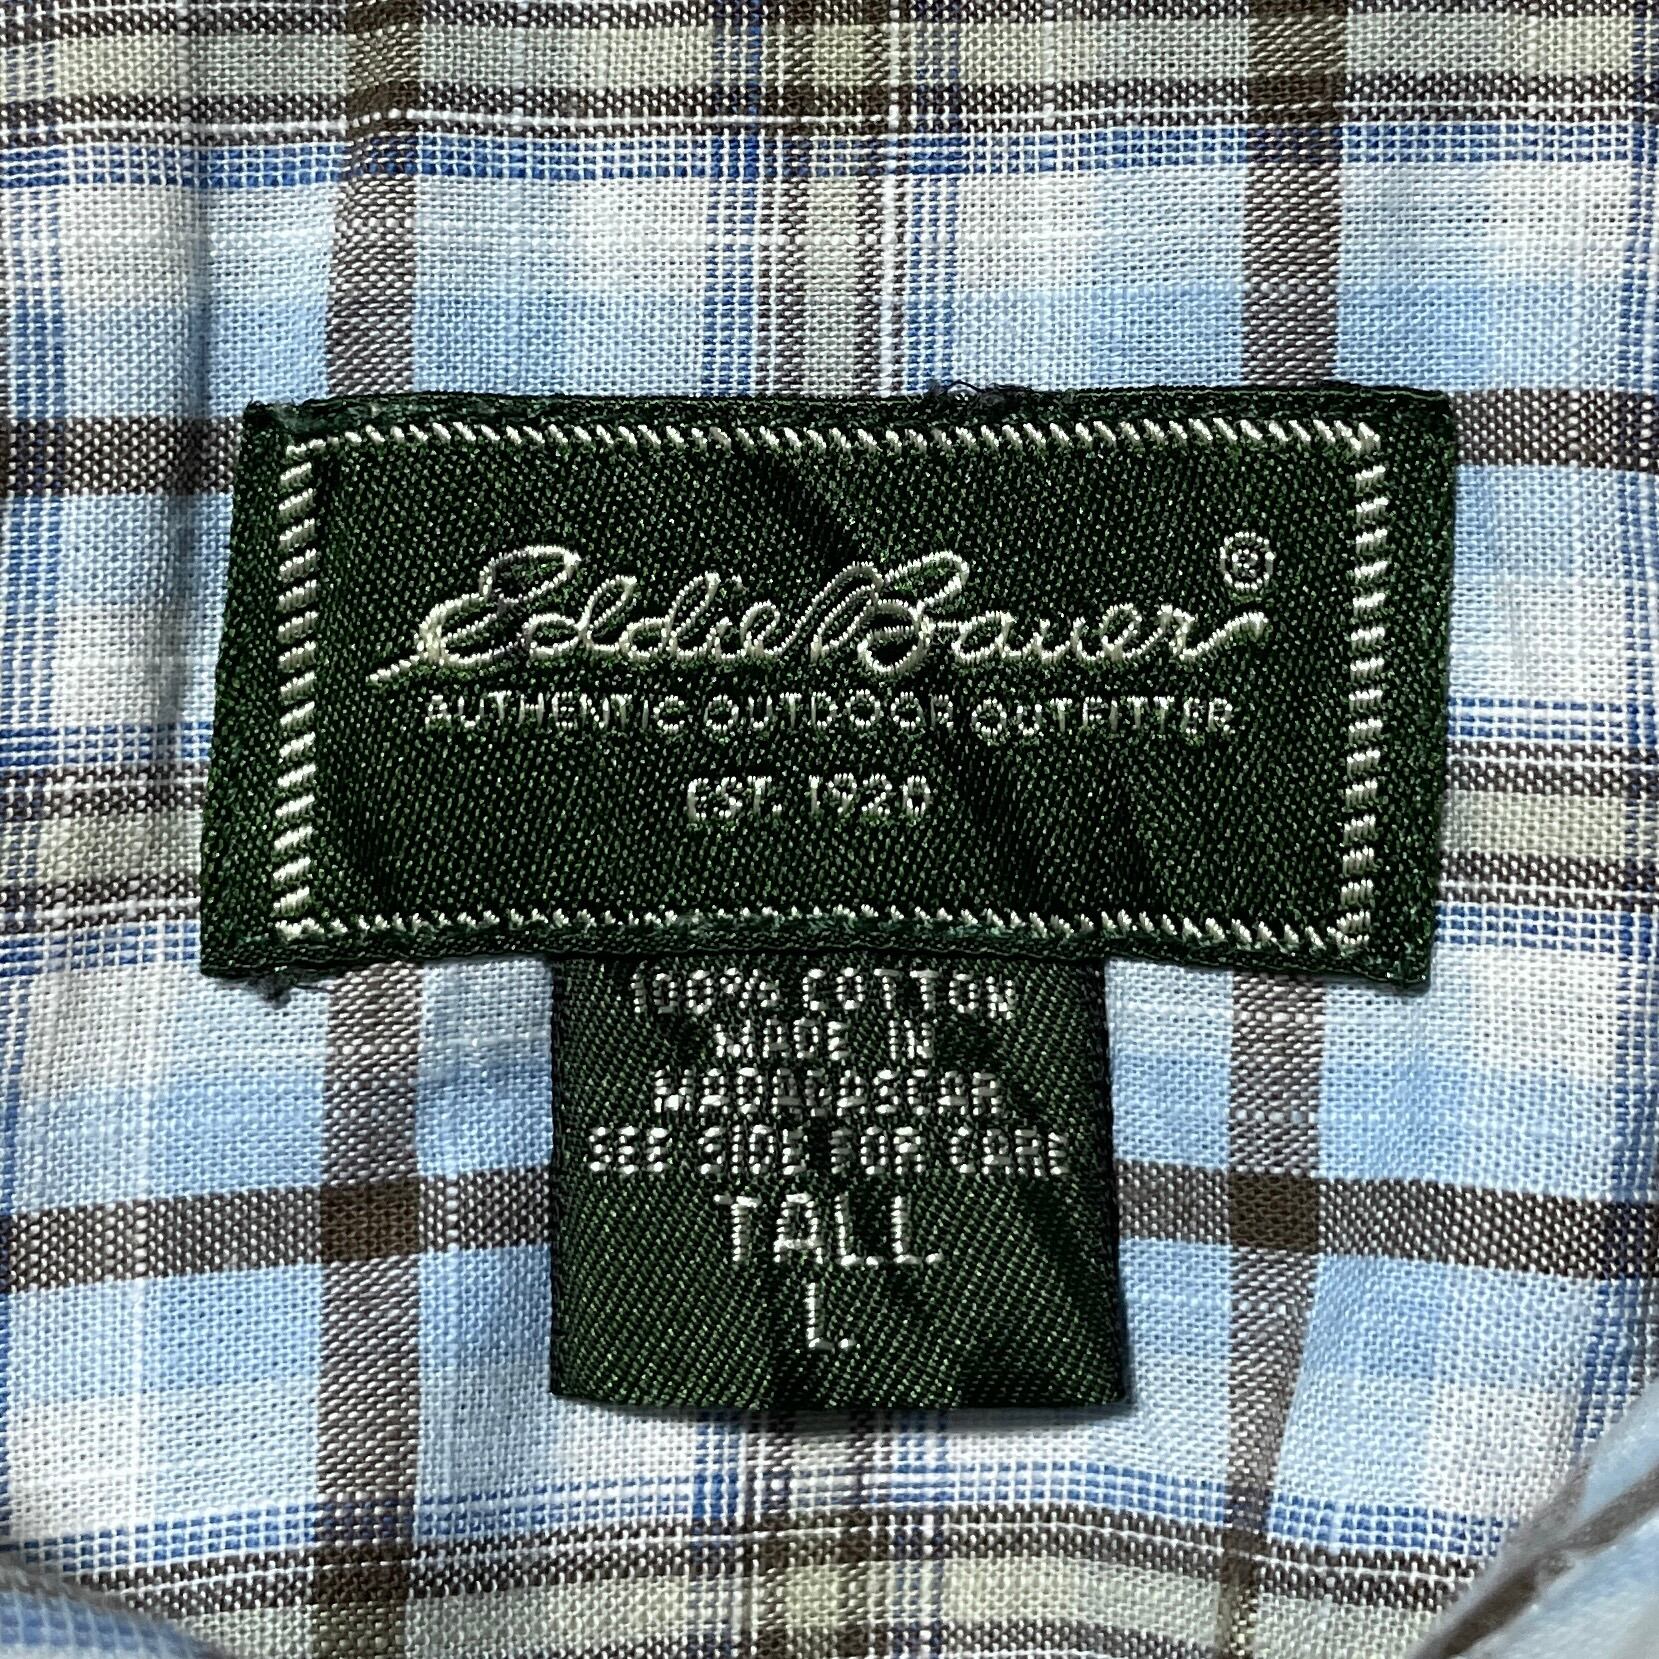 Eddie Bauer®
AUTHENTIC OUTDOOR OUTFITTER
EST. 1920
100% COTTON
MADE IN
MADAGASCAR
SEE SIDE FOR CARE
TALL
L